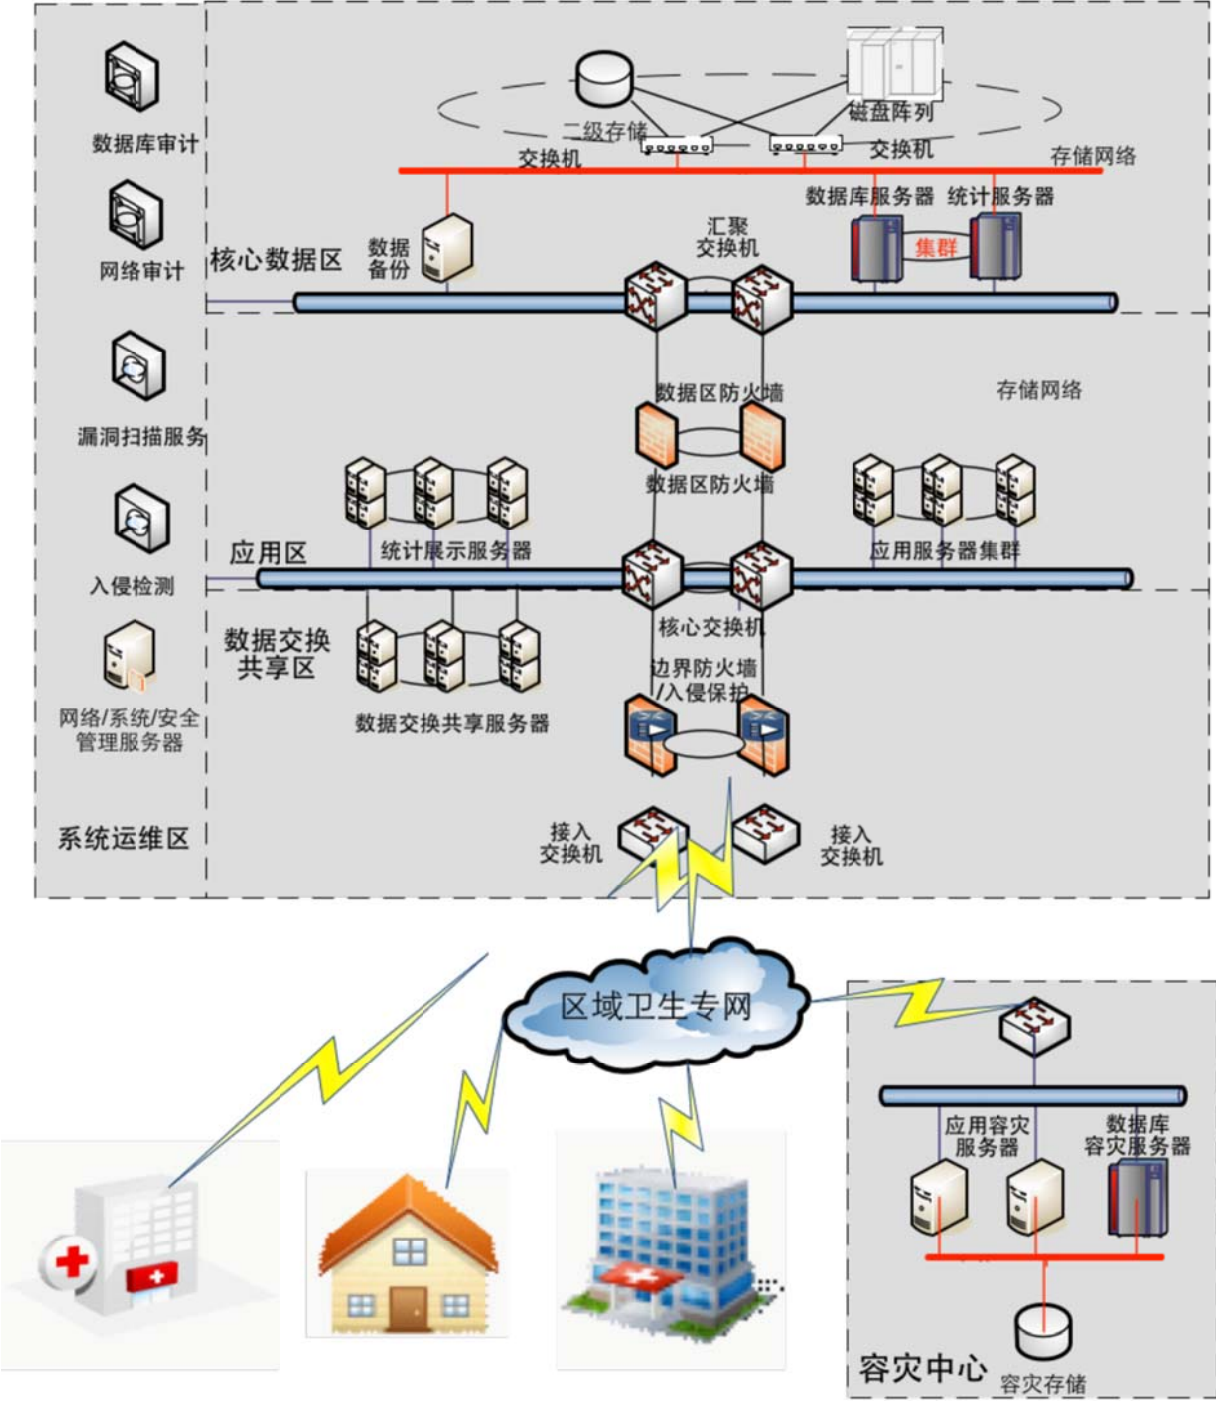 数据库审计
网络审计
漏洞扫描服务
入侵检测
网络/系统/安全
管理服务器
系统运维区
二级存储
磁盘阵列
交换机
交换机
存储网络
数据库服务器
统计服务器
集群
数据
备份
核心数据区
汇聚
交换机
数据区防火墙
存储网络
数据区防火墙
统计展示服务器
应用服务器集群
应用区
核心交换机
数据交换
共享区
边界防火墙
/入侵保护
数据交换共享服务器
接入
交换机
接入
交换机
区域卫生专网
应用容灾
服务器
数据库
容灾服务器
容灾中心
容灾存储